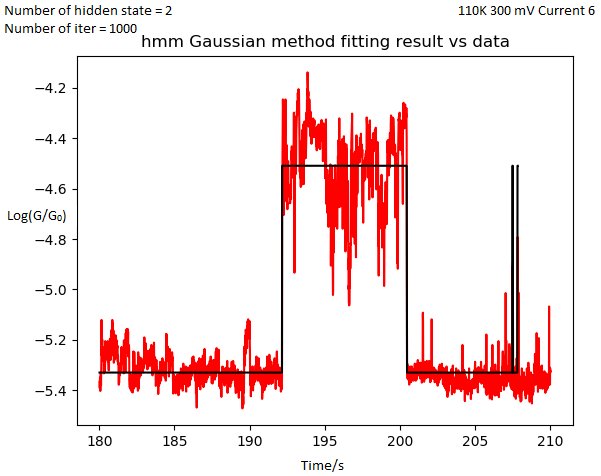 Number of hidden state = 2
110K 300 mV Current 6
Number of iter = 1000
hmm Gaussian method fitting result vs data
−4.2
−4.4
−4.6
Log(G/G₀)
−4.8
−5.0
−5.2
−5.4
180 185 190 195 200 205 210
Time/s